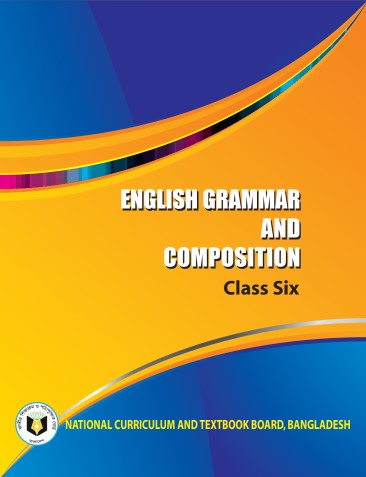 ENGLISH GRAMMAR
AND
COMPOSITION
Class Six
NATIONAL CURRICULUM AND TEXTBOOK BOARD, BANGLADESH